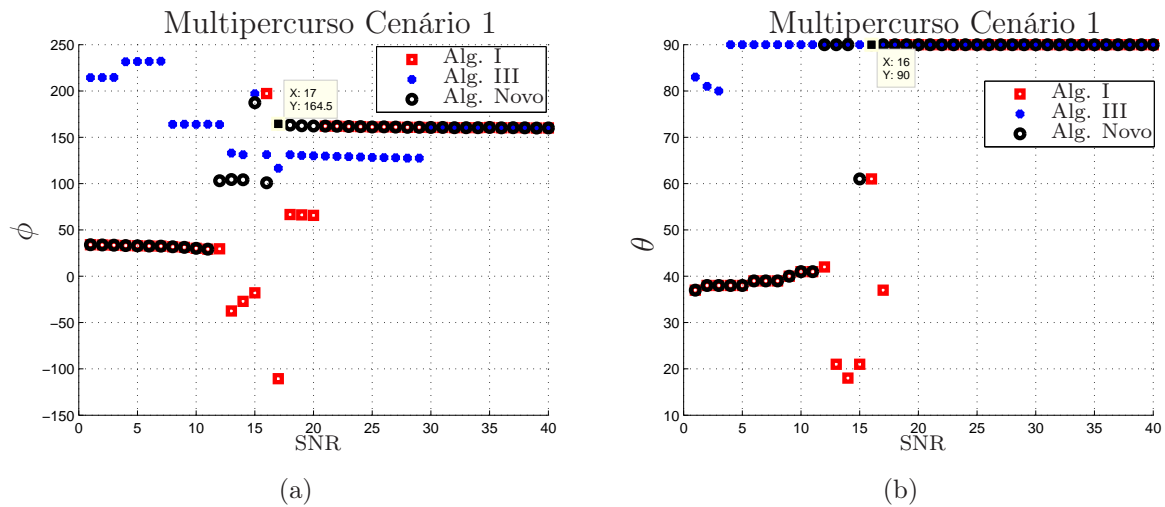 Multipercurso Cenário 1
250
200
150
100
50
0
−50
−100
−150
ϕ
0 5 10 15 20 25 30 35 40
SNR
Alg. I
Alg. III
Alg. Novo
X: 17
Y: 164.5
(a)
Multipercurso Cenário 1
90
80
70
60
50
40
30
20
10
θ
0 5 10 15 20 25 30 35 40
SNR
X: 16
Y: 90
Alg. I
Alg. III
Alg. Novo
(b)